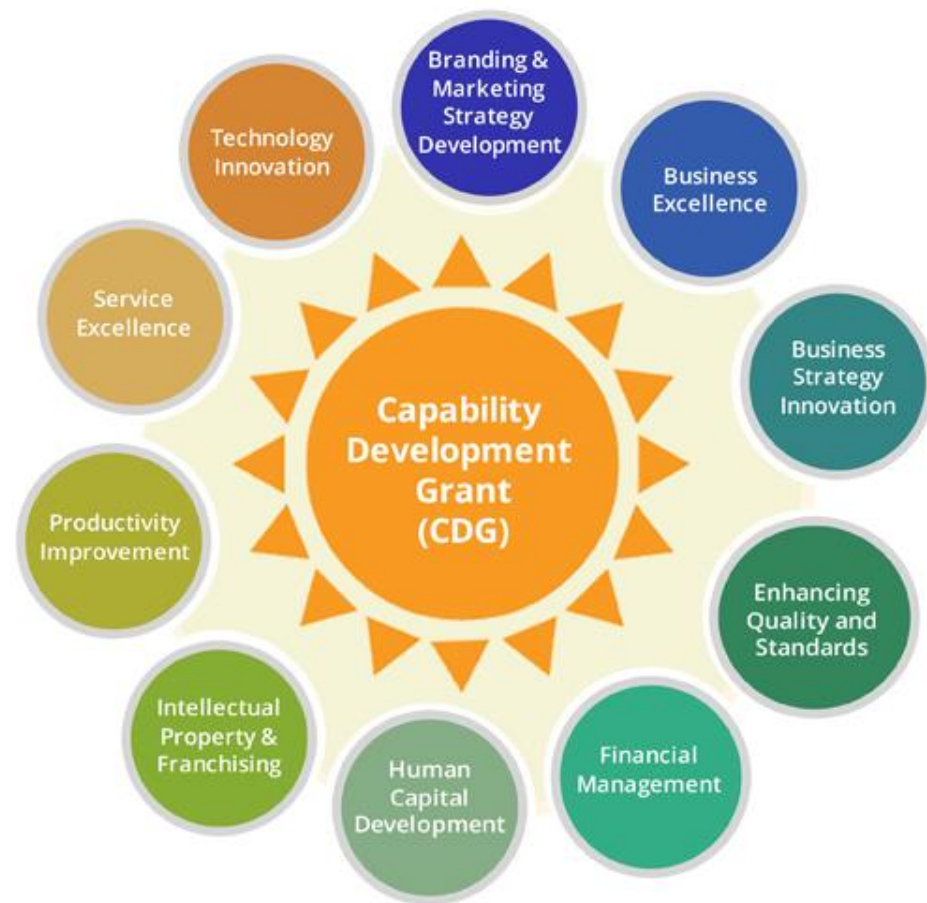 Branding &
Marketing
Strategy
Development
Business
Excellence
Business
Strategy
Innovation
Enhancing
Quality and
Standards
Financial
Management
Human
Capital
Development
Intellectual
Property &
Franchising
Productivity
Improvement
Service
Excellence
Technology
Innovation
Capability
Development
Grant
(CDG)